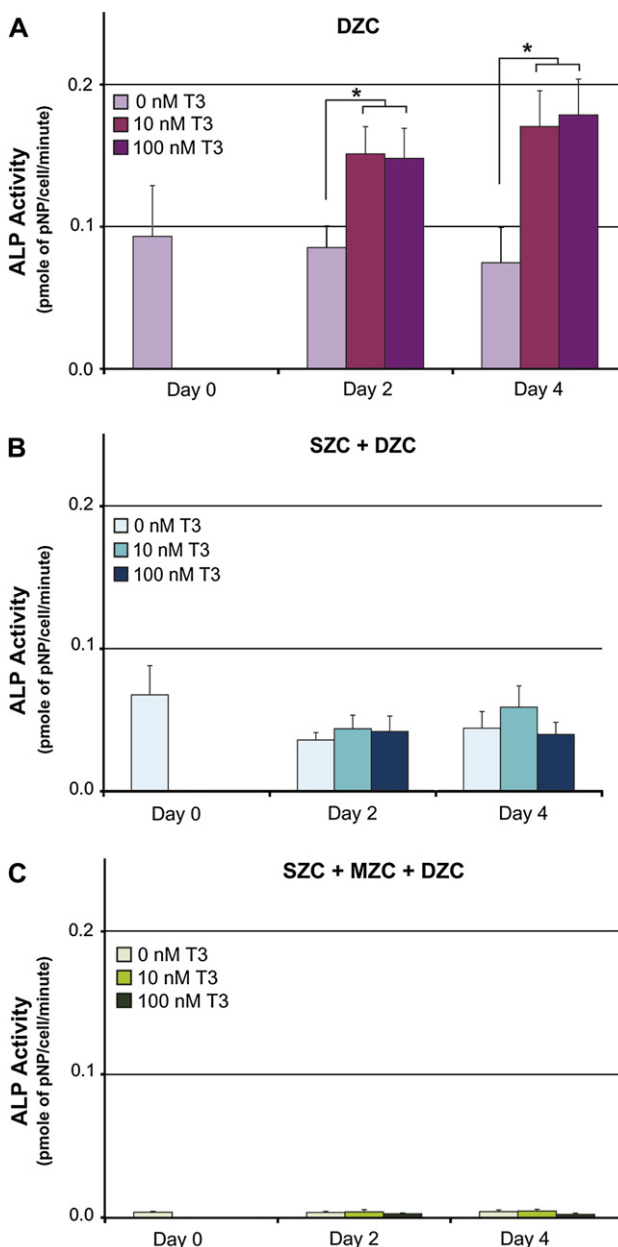 A
DZC
0.2
0 nM T3
10 nM T3
100 nM T3
*
*
0.1
0.0
ALP Activity
(pmole of pNP/cell/minute)
Day 0
Day 2
Day 4
B
SZC + DZC
0.2
0 nM T3
10 nM T3
100 nM T3
0.1
0.0
ALP Activity
(pmole of pNP/cell/minute)
Day 0
Day 2
Day 4
C
SZC + MZC + DZC
0.2
0 nM T3
10 nM T3
100 nM T3
0.1
0.0
ALP Activity
(pmole of pNP/cell/minute)
Day 0
Day 2
Day 4